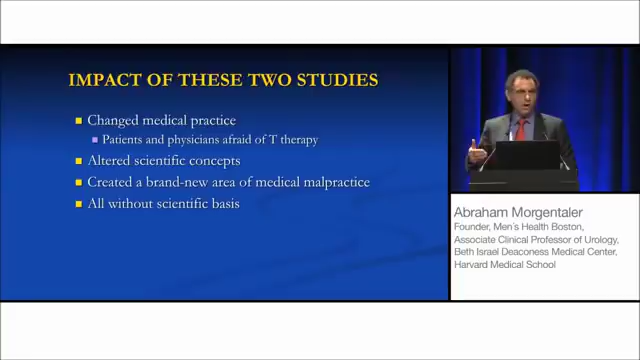 IMPACT OF THESE TWO STUDIES
Changed medical practice
Patients and physicians afraid of T therapy
Altered scientific concepts
Created a brand-new area of medical malpractice
All without scientific basis
Abraham Morgentaler
Founder, Men´s Health Boston,
Associate Clinical Professor of Urology,
Beth Israel Deaconess Medical Center,
Harvard Medical School